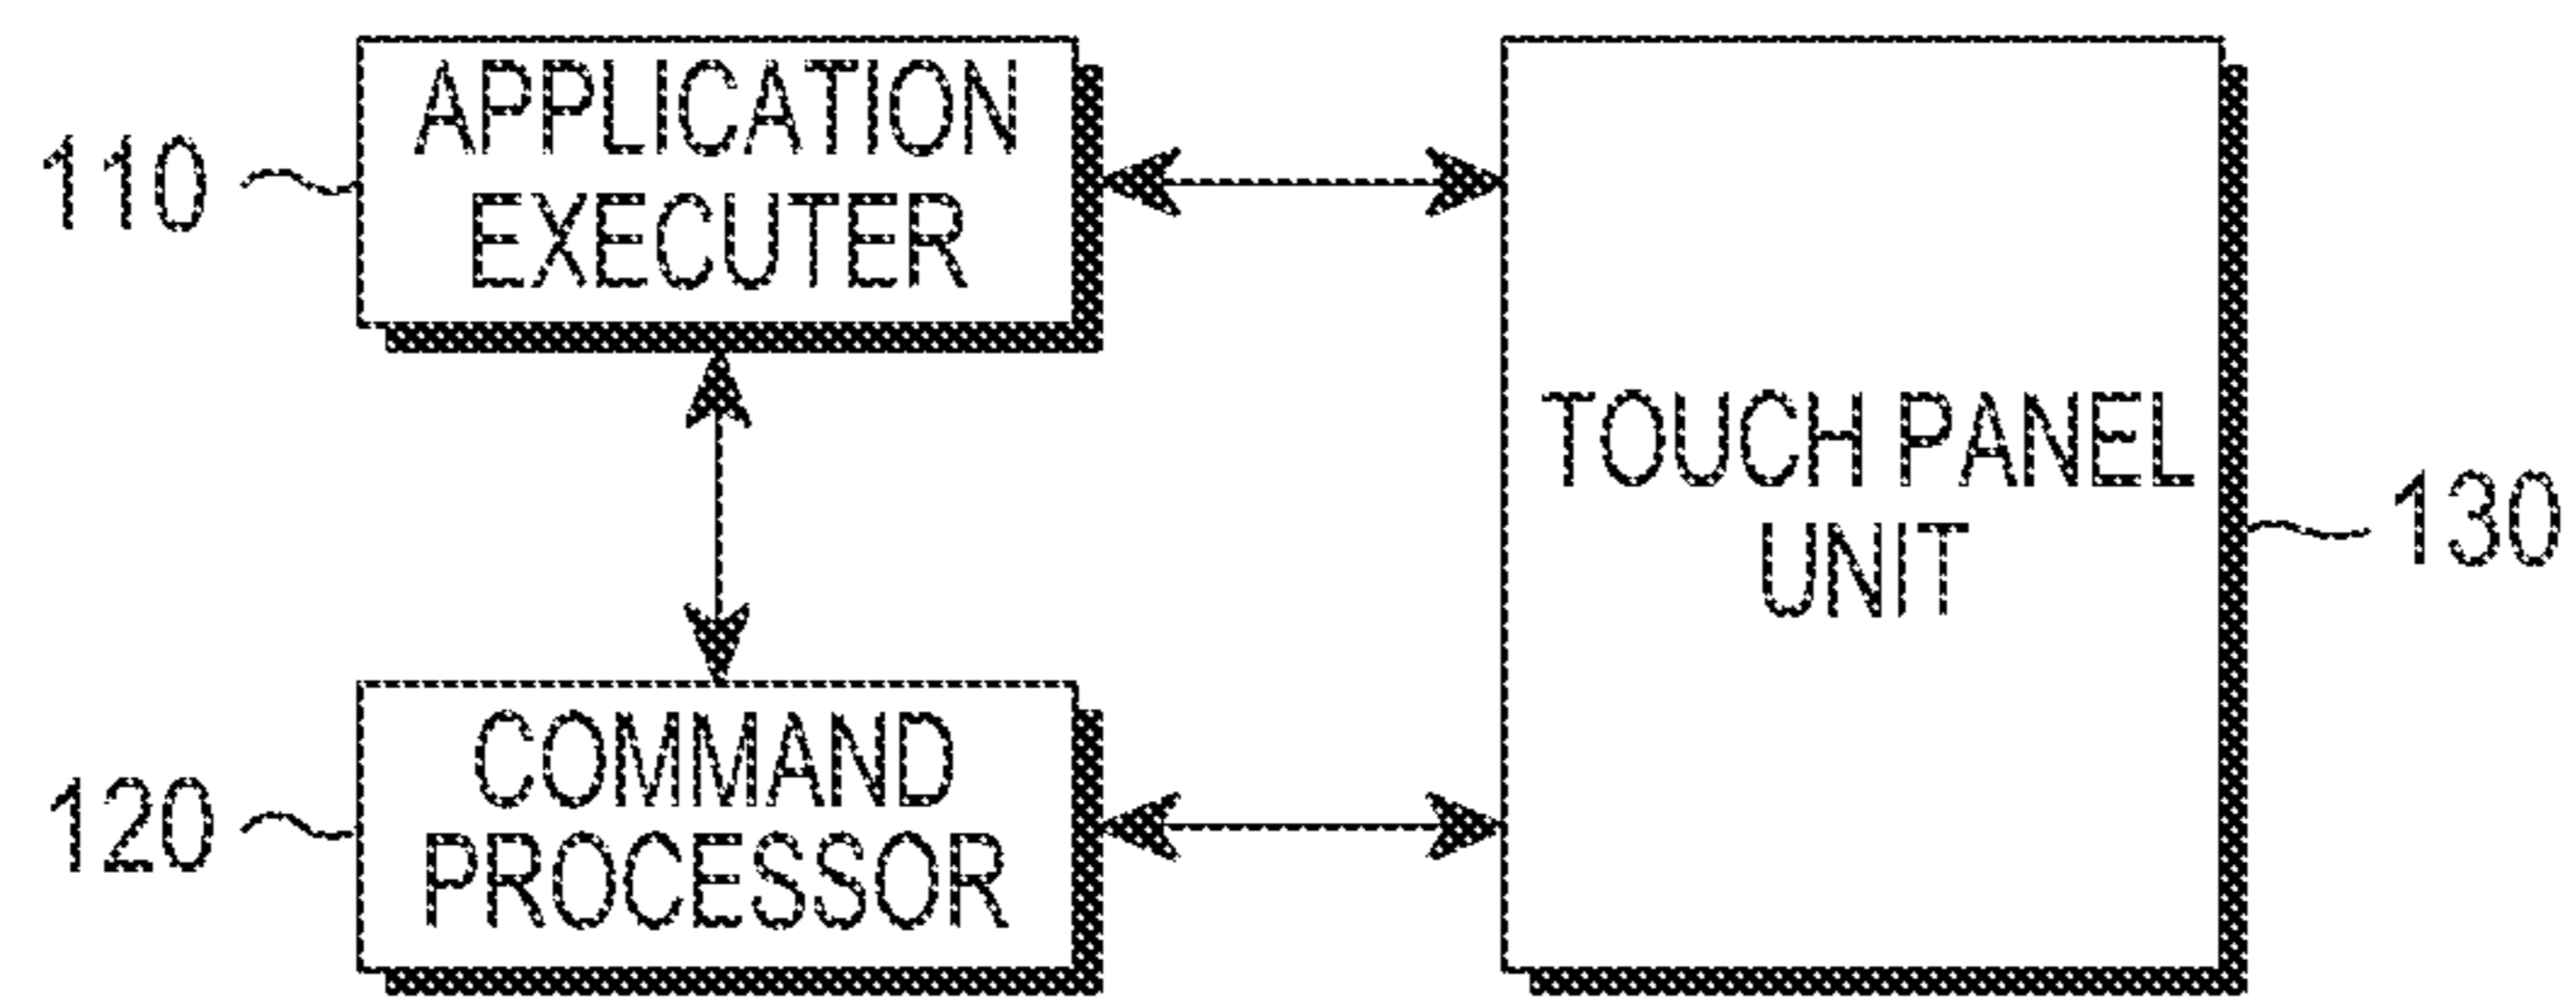 110
APPLICATION
EXECUTER
TOUCH PANEL
UNIT
130
120
COMMAND
PROCESSOR